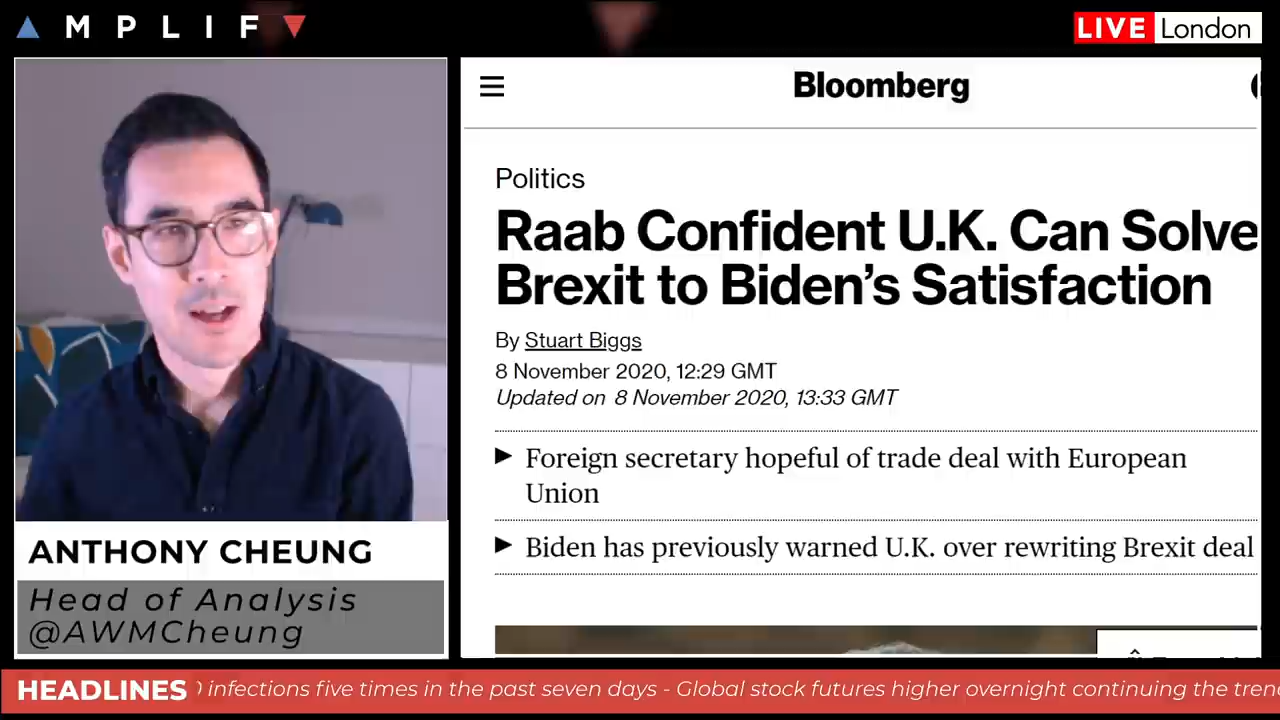 AMPLIFY
LIVE London
Bloomberg
Politics
Raab Confident U.K. Can Solve
Brexit to Biden's Satisfaction
By Stuart Biggs
8 November 2020, 12:29 GMT
Updated on 8 November 2020, 13:33 GMT
Foreign secretary hopeful of trade deal with European
Union
Biden has previously warned U.K. over rewriting Brexit deal
ANTHONY CHEUNG
Head of Analysis
@AWMCheung
HEADLINES infections five times in the past seven days - Global stock futures higher overnight continuing the